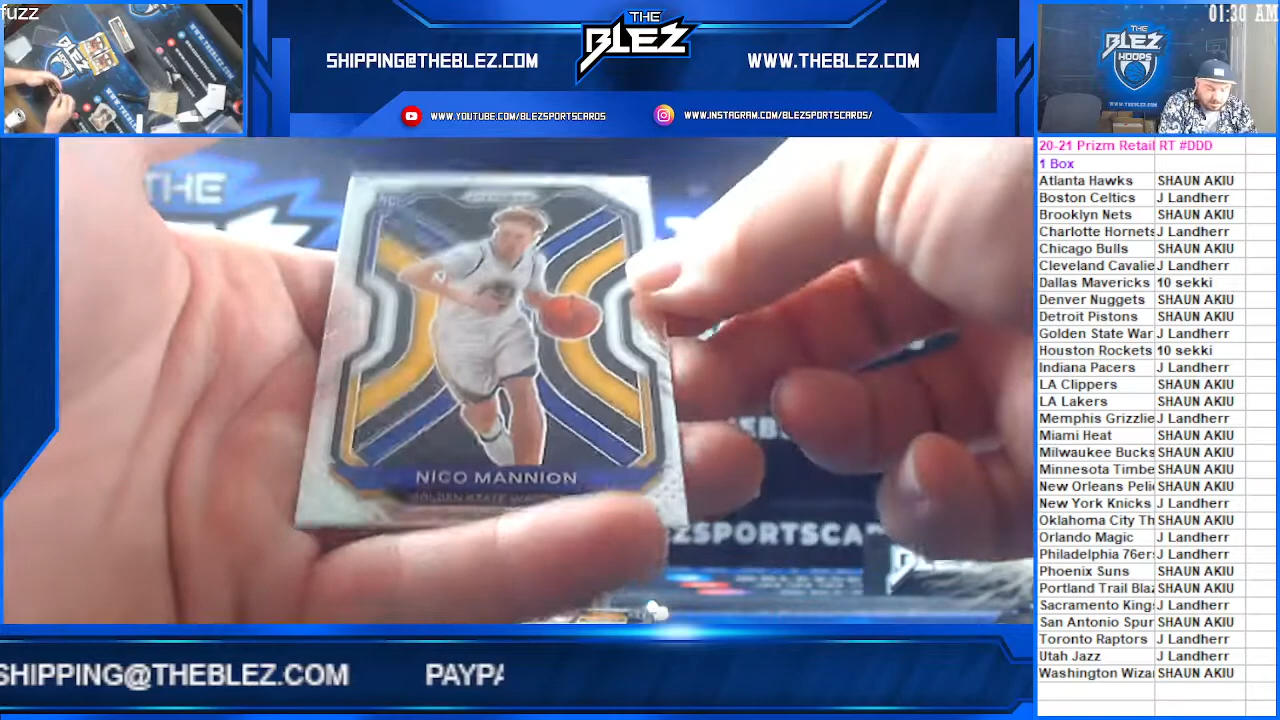 fuzz
SHIPPING@THEBLEZ.COM
THE
BLEZ
WWW.THEBLEZ.COM
WWW.YOUTUBE.COM/BLEZSPORTSCARDS
WWW.INSTAGRAM.COM/BLEZSPORTSCARDS/
01:30 AM
THE
BLEZ
HOOPS
THE
NICO MANNION
GOLDEN STATE
EZSPORTSCA
BLEZ
SHIPPING@THEBLEZ.COM PAYPA
20-21 Prizm Retail RT #DDD
1 Box
Atlanta Hawks SHAUN AKIU
Boston Celtics J Landherr
Brooklyn Nets SHAUN AKIU
Charlotte Hornets J Landherr
Chicago Bulls SHAUN AKIU
Cleveland Cavalie J Landherr
Dallas Mavericks 10 sekki
Denver Nuggets SHAUN AKIU
Detroit Pistons SHAUN AKIU
Golden State War J Landherr
Houston Rockets 10 sekki
Indiana Pacers J Landherr
LA Clippers SHAUN AKIU
LA Lakers SHAUN AKIU
Memphis Grizzlie J Landherr
Miami Heat SHAUN AKIU
Milwaukee Bucks SHAUN AKIU
Minnesota Timbe SHAUN AKIU
New Orleans Peli SHAUN AKIU
New York Knicks J Landherr
Oklahoma City Th SHAUN AKIU
Orlando Magic J Landherr
Philadelphia 76er J Landherr
Phoenix Suns SHAUN AKIU
Portland Trail Blaz SHAUN AKIU
Sacramento King J Landherr
San Antonio Spur SHAUN AKIU
Toronto Raptors J Landherr
Utah Jazz J Landherr
Washington Wiza SHAUN AKIU